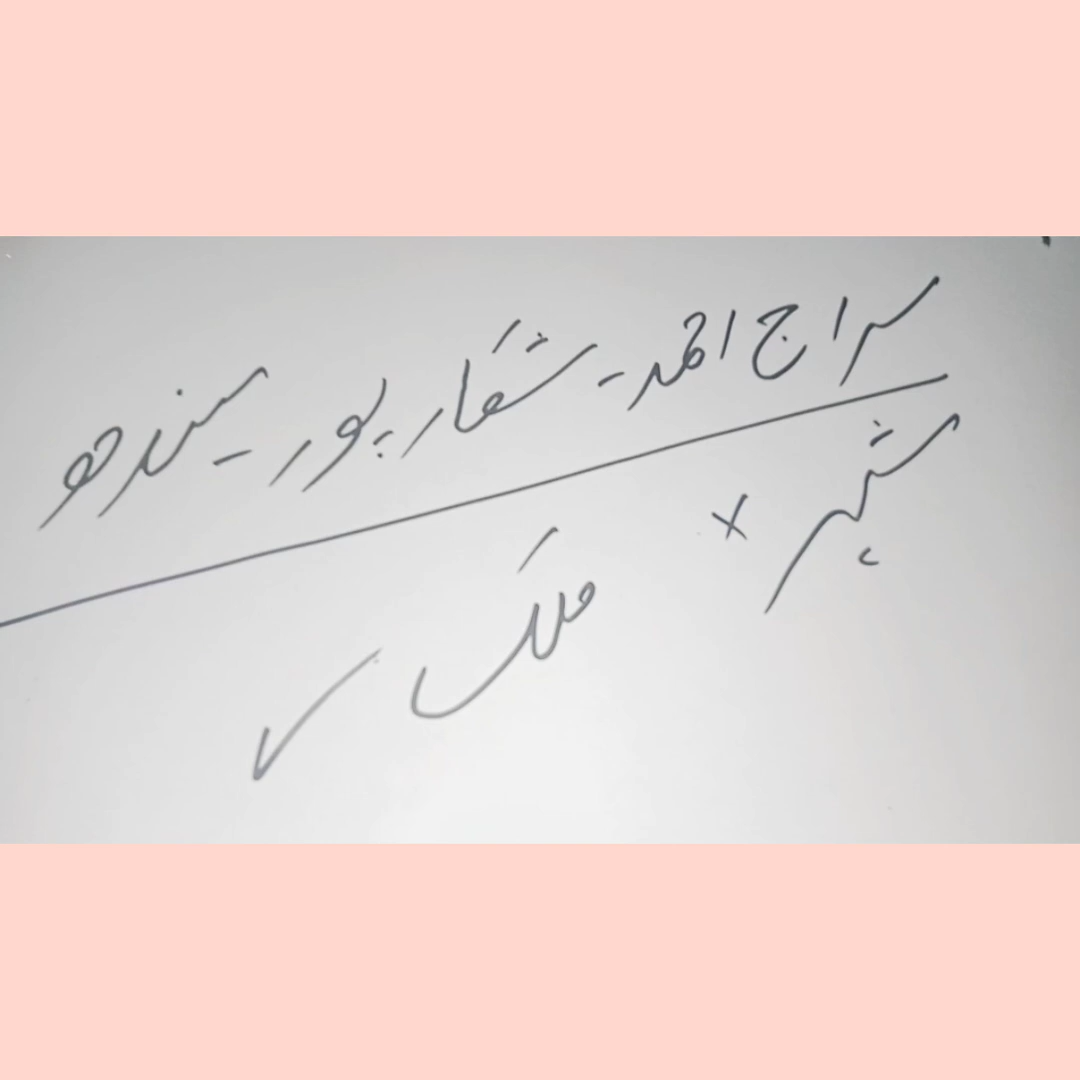 سراج احمد - شکارپور - سندھ
شہر ×
ملک ✓